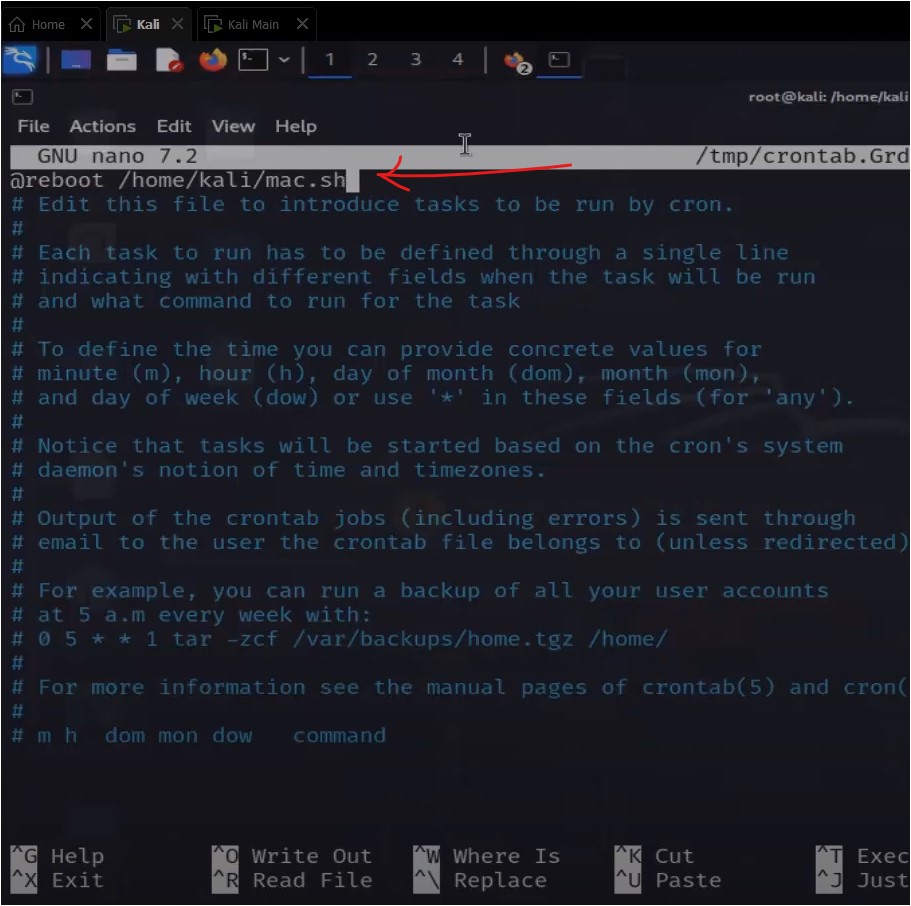 Home
Kali
Kali Main
1 2 3 4
2
root@kali: /home/kali
File Actions Edit View Help
GNU nano 7.2 /tmp/crontab.Grd
@reboot /home/kali/mac.sh
# Edit this file to introduce tasks to be run by cron.
#
# Each task to run has to be defined through a single line
# indicating with different fields when the task will be run
# and what command to run for the task
#
# To define the time you can provide concrete values for
# minute (m), hour (h), day of month (dom), month (mon),
# and day of week (dow) or use '*' in these fields (for 'any').
#
# Notice that tasks will be started based on the cron's system
# daemon's notion of time and timezones.
#
# Output of the crontab jobs (including errors) is sent through
# email to the user the crontab file belongs to (unless redirected)
#
# For example, you can run a backup of all your user accounts
# at 5 a.m every week with:
# 0 5 * * 1 tar -zcf /var/backups/home.tgz /home/
#
# For more information see the manual pages of crontab(5) and cron(
#
# m h  dom mon dow   command
^G Help ^O Write Out ^W Where Is ^K Cut ^T Exec
^X Exit ^R Read File ^\ Replace ^U Paste ^J Just